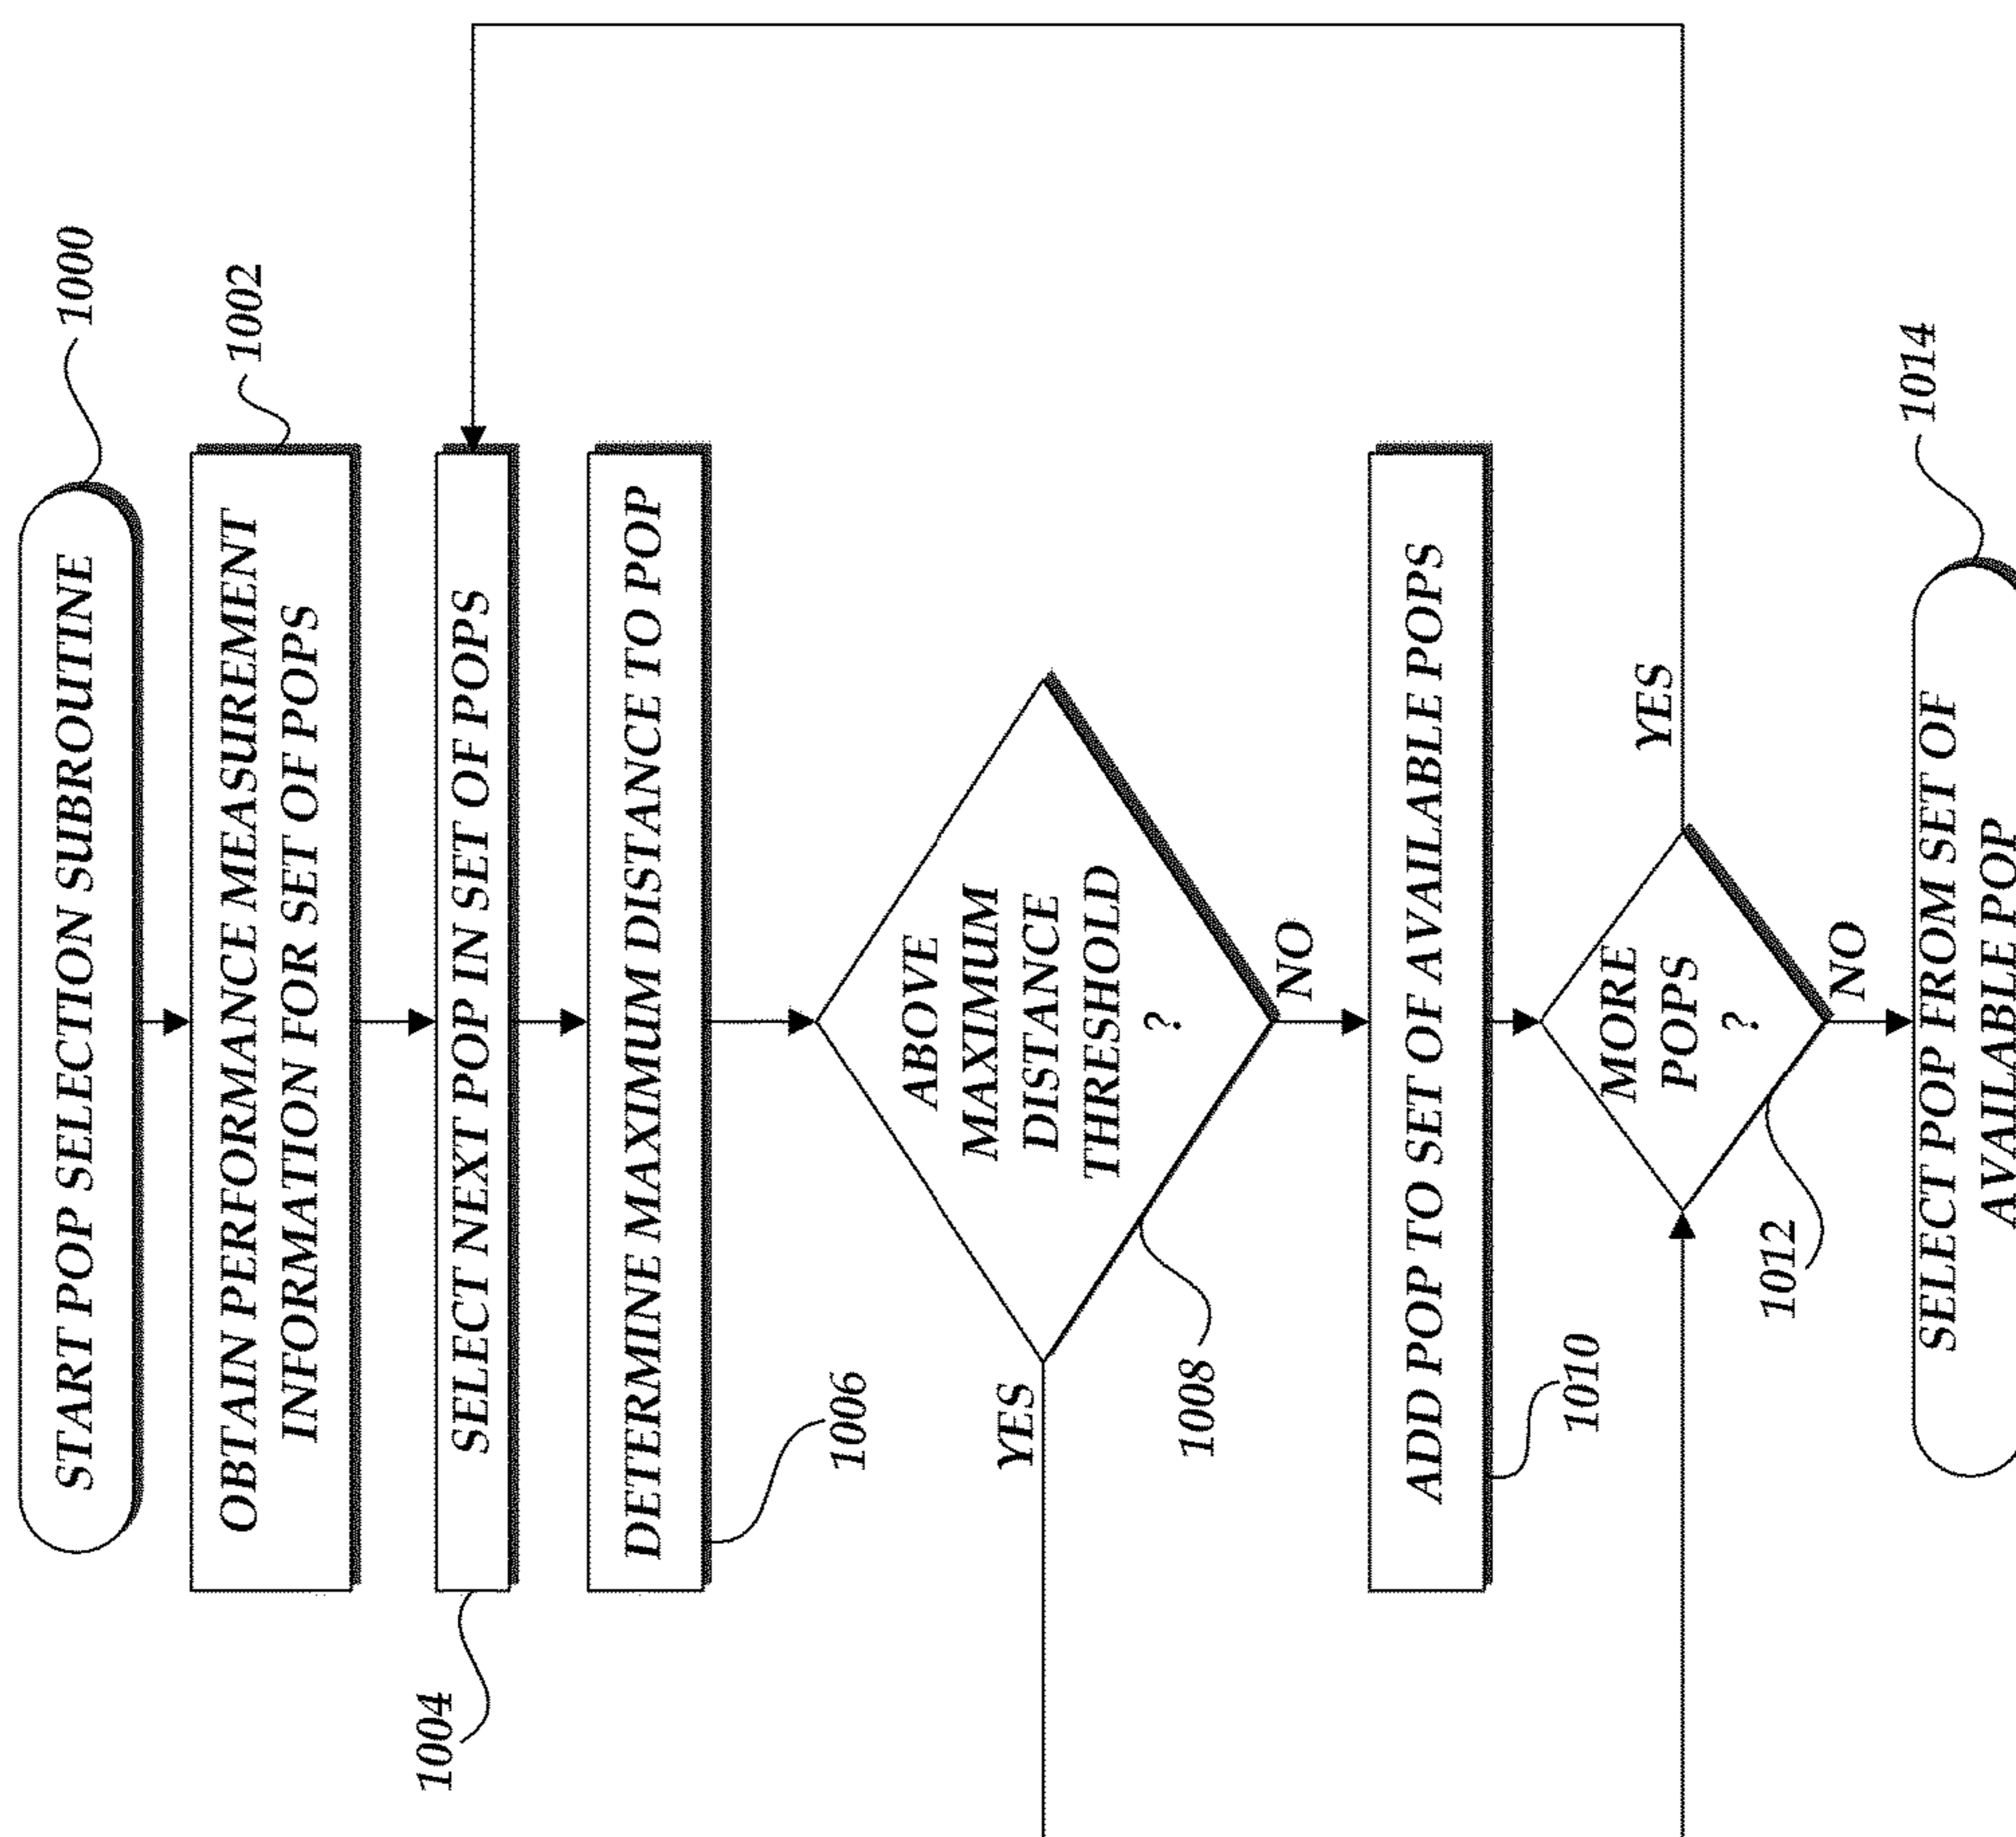 START POP SELECTION SUBROUTINE
1000
OBTAIN PERFORMANCE MEASUREMENT
INFORMATION FOR SET OF POPS
1002
SELECT NEXT POP IN SET OF POPS
1004
DETERMINE MAXIMUM DISTANCE TO POP
1006
ABOVE
MAXIMUM
DISTANCE
THRESHOLD
?
YES
1008
NO
ADD POP TO SET OF AVAILABLE POPS
1010
MORE
POPS
?
YES
1012
NO
SELECT POP FROM SET OF
AVAILABLE POP
1014